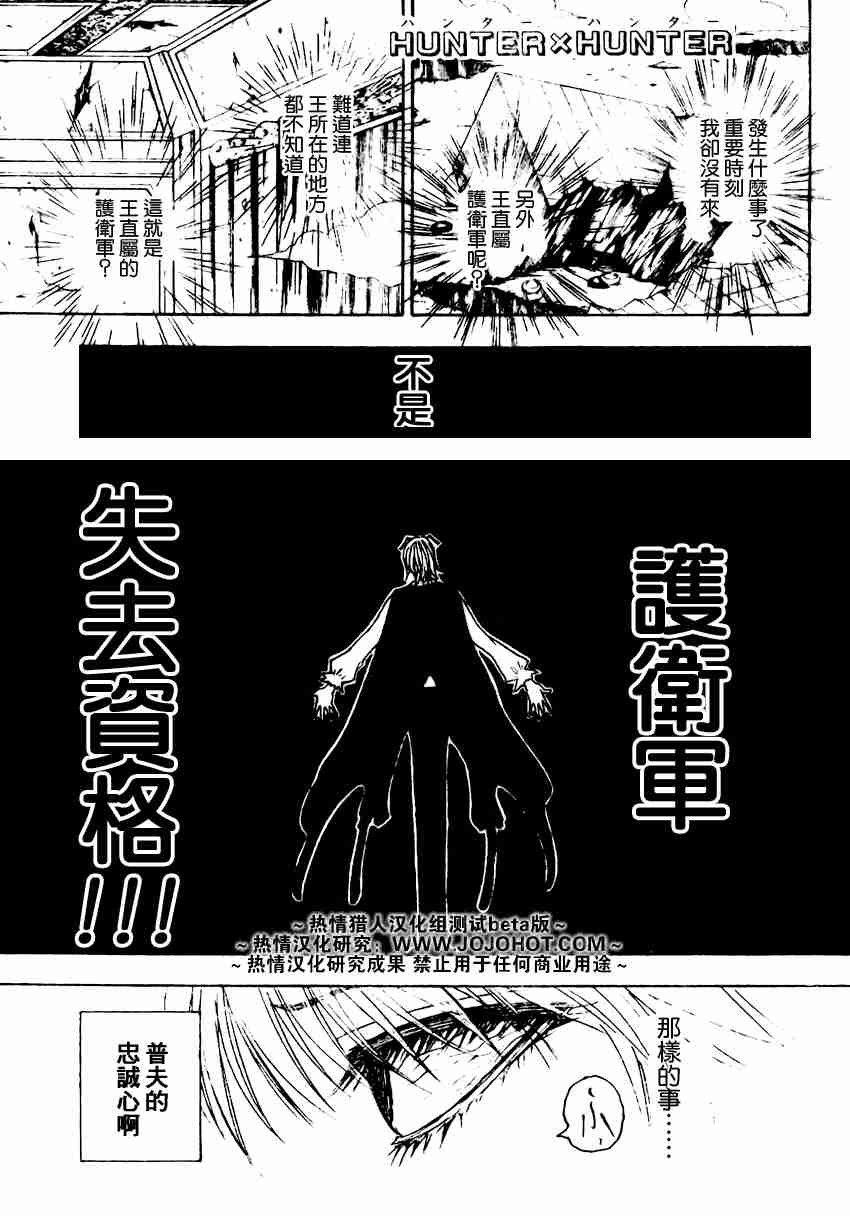 ハンター ハンター
HUNTER×HUNTER
發生什麼事了
重要時刻
我卻沒有來
另外
王直屬
護衛軍呢？
難道連
王所在的地方
都不知道
這就是
王直屬的
護衛軍？
不是
護衛軍
失去資格!!!
~热情猎人汉化组测试beta版~
~热情汉化研究：WWW.JOJOHOT.COM~
~热情汉化研究成果 禁止用于任何商业用途~
那樣的事……
ふ
普夫的
忠誠心啊